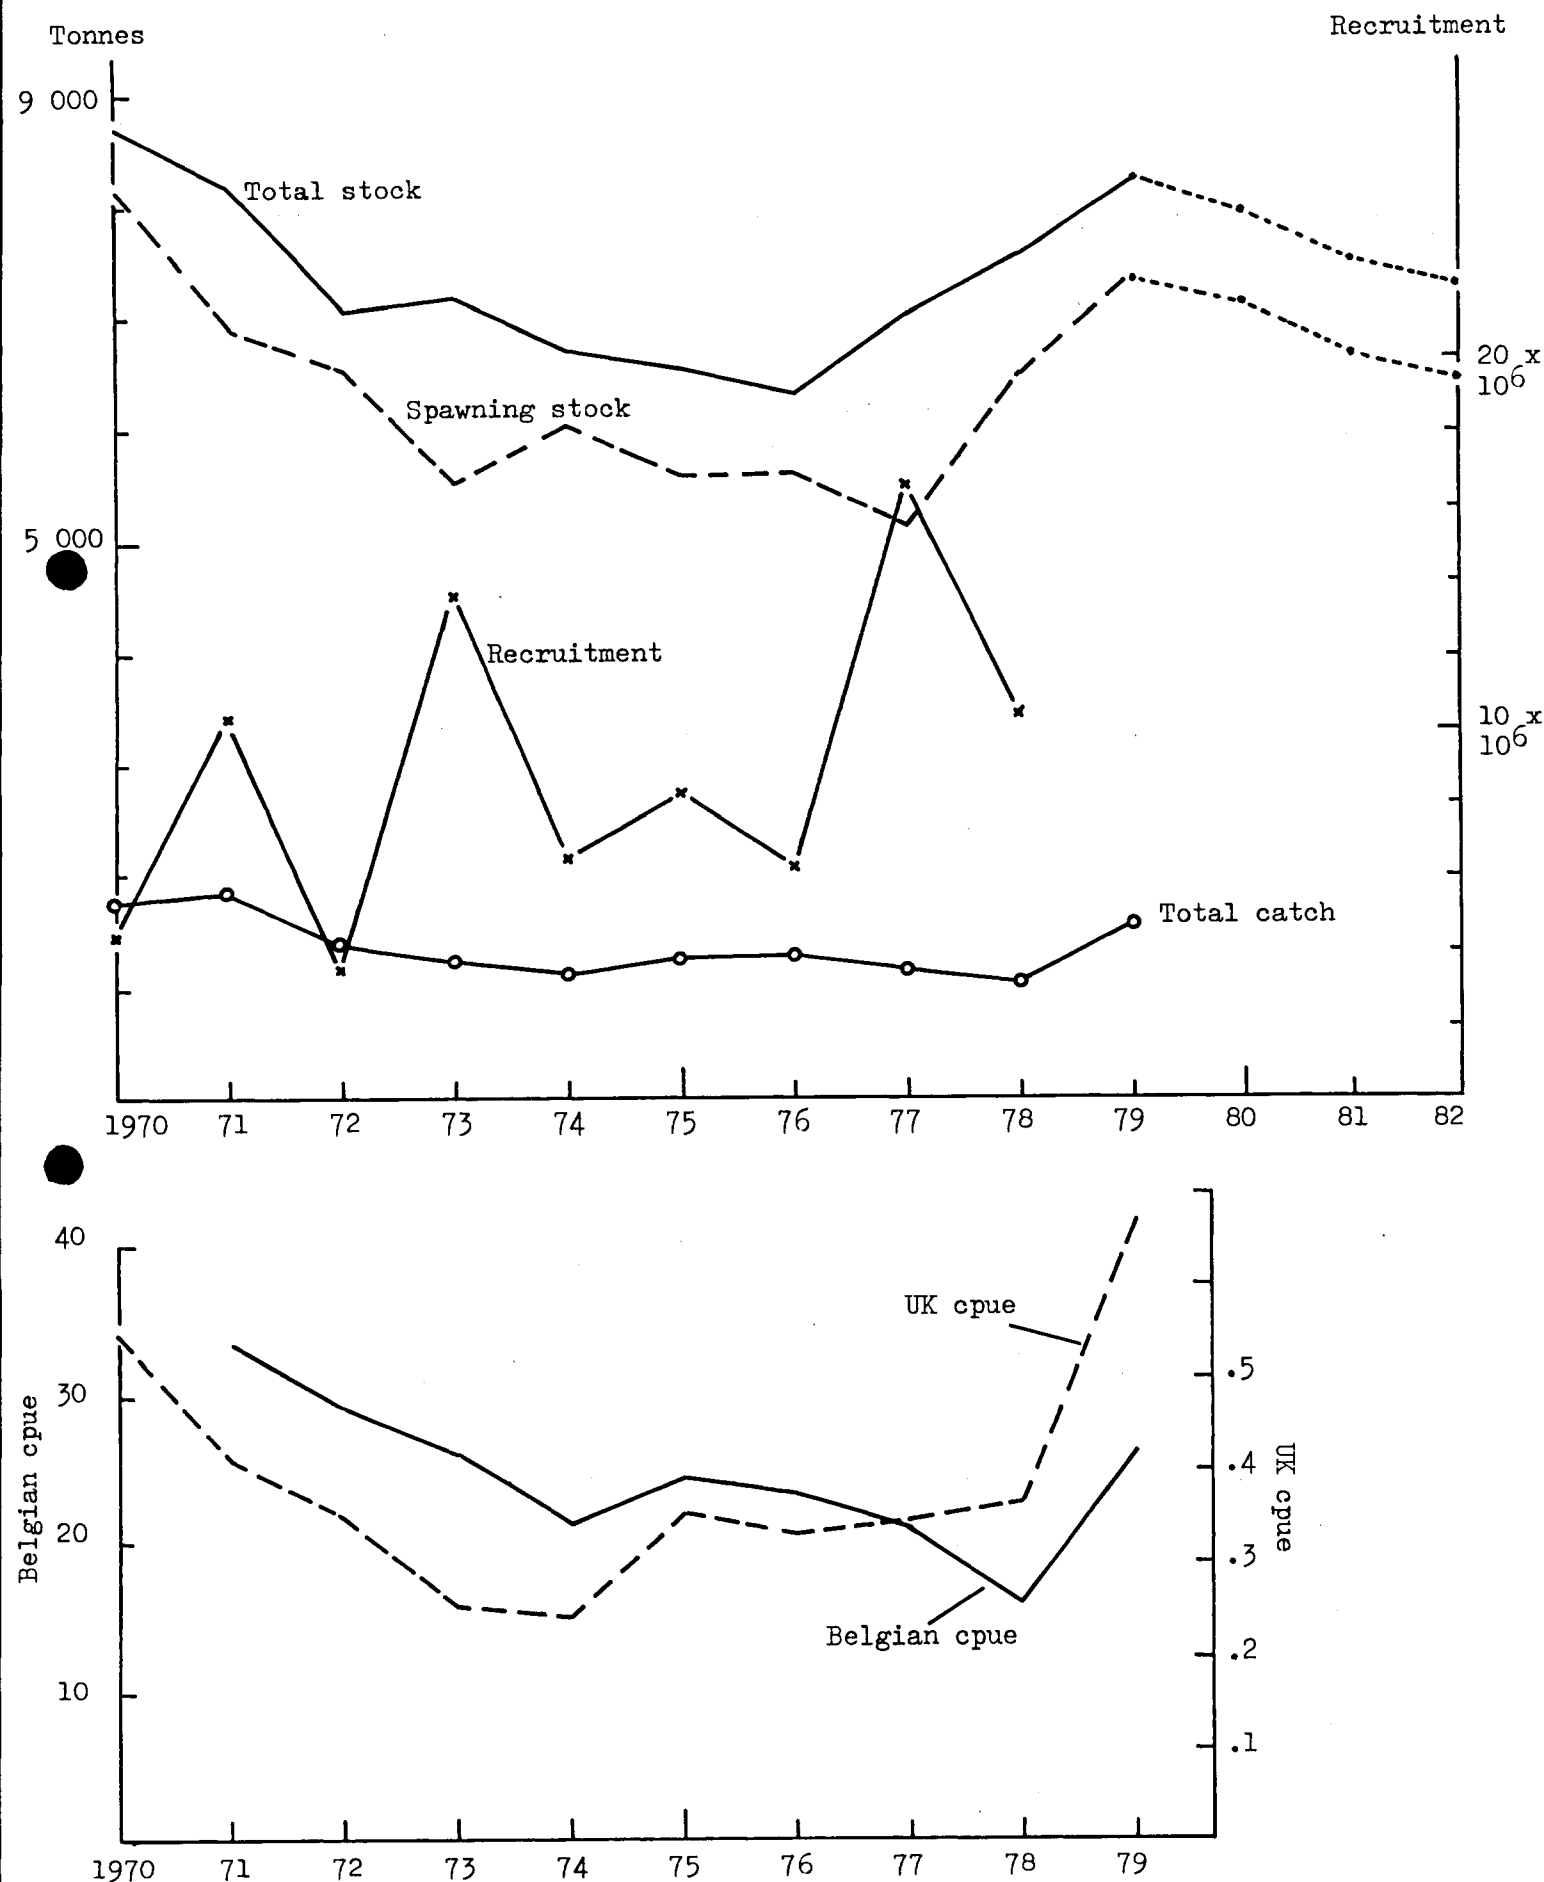 Tonnes
Recruitment
9 000
Total stock
20 x
10⁶
Spawning stock
5 000
Recruitment
10 x
10⁶
Total catch
1970 71 72 73 74 75 76 77 78 79 80 81 82
40
UK cpue
.5
30
Belgian cpue
.4
UK cpue
20
.3
Belgian cpue
.2
10
.1
1970 71 72 73 74 75 76 77 78 79